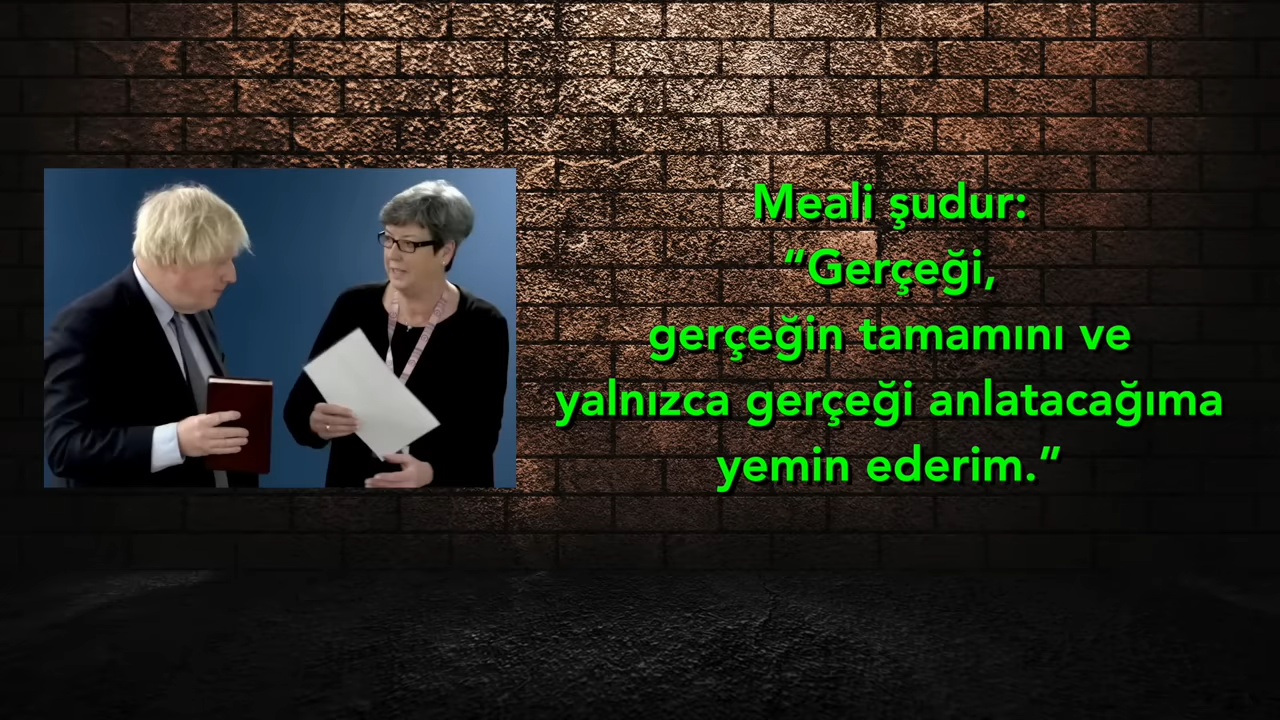 Meali şudur:
"Gerçeği,
gerçeğin tamamını ve
yalnızca gerçeği anlatacağıma
yemin ederim."